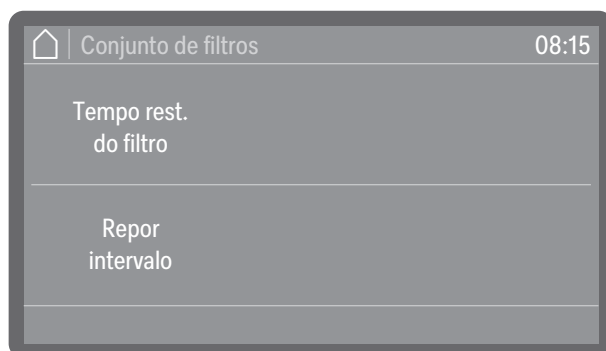 Conjunto de filtros 08:15
Tempo rest.
do filtro
Repor
intervalo